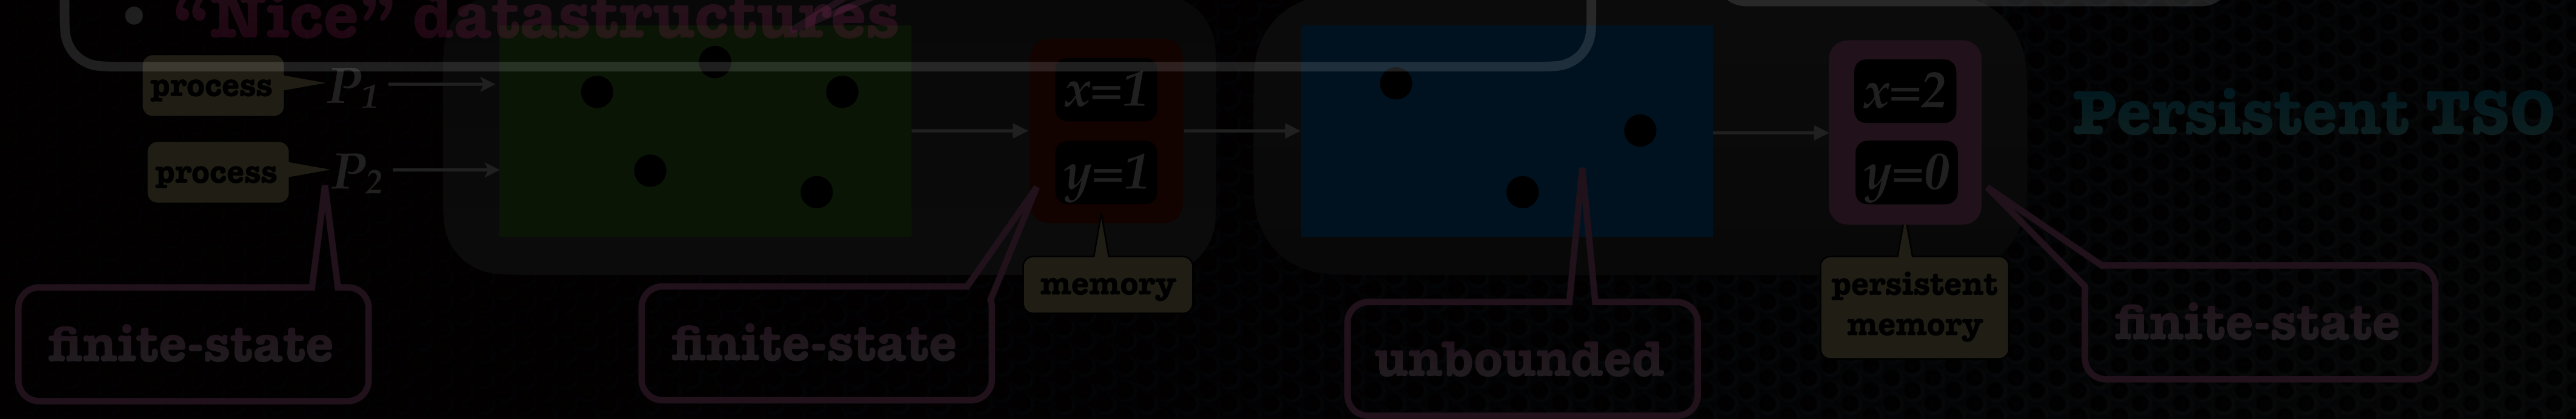 • “Nice” datastructures
process P1
x=1
x=2
Persistent TSO
process P2
y=1
y=0
memory
persistent
memory
finite-state
finite-state
unbounded
finite-state